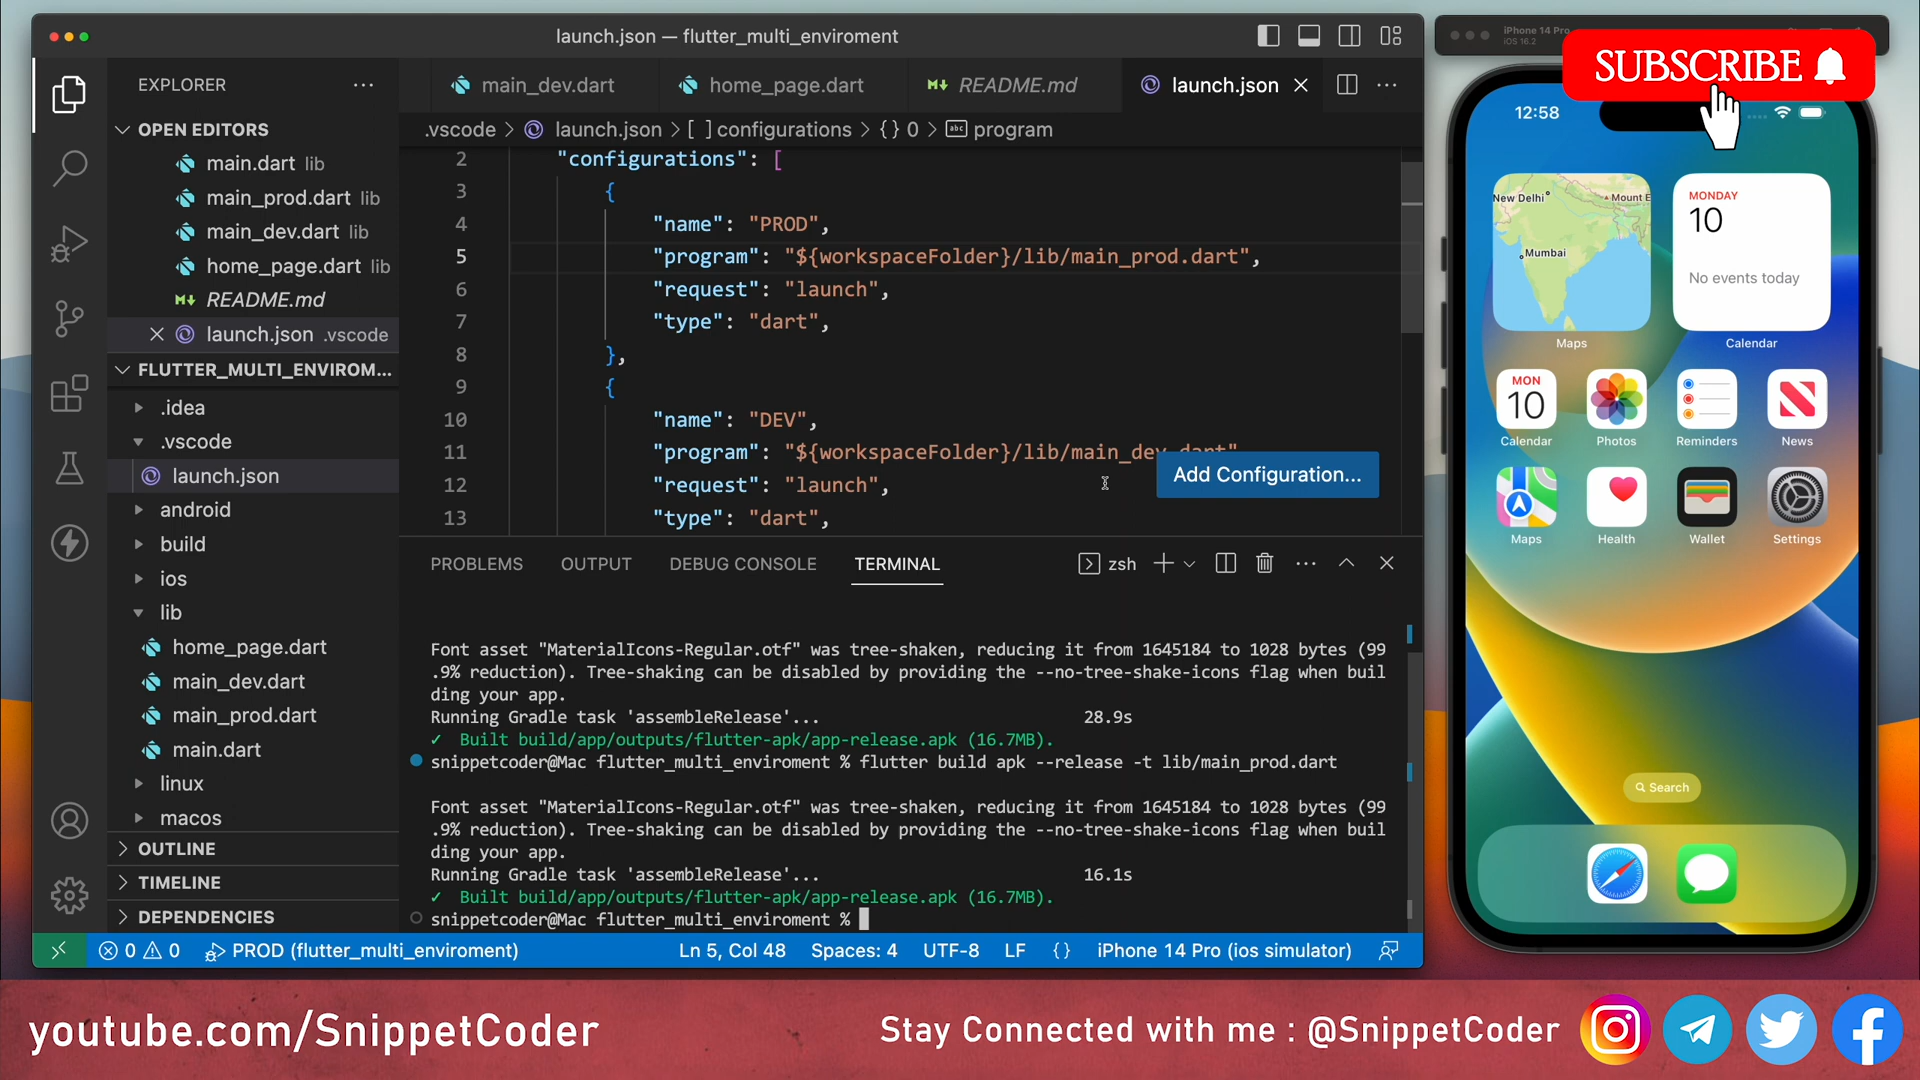 launch.json — flutter_multi_enviroment
EXPLORER
OPEN EDITORS
main.dart lib
main_prod.dart lib
main_dev.dart lib
home_page.dart lib
README.md
launch.json .vscode
FLUTTER_MULTI_ENVIROM...
.idea
.vscode
launch.json
android
build
ios
lib
home_page.dart
main_dev.dart
main_prod.dart
main.dart
linux
macos
OUTLINE
TIMELINE
DEPENDENCIES
main_dev.dart
home_page.dart
README.md
launch.json
.vscode > launch.json > [ ] configurations > { } 0 > abc program
2 "configurations": [
3 {
4 "name": "PROD",
5 "program": "${workspaceFolder}/lib/main_prod.dart",
6 "request": "launch",
7 "type": "dart",
8 },
9 {
10 "name": "DEV",
11 "program": "${workspaceFolder}/lib/main_dev.dart"
12 "request": "launch",
13 "type": "dart",
Add Configuration...
PROBLEMS OUTPUT DEBUG CONSOLE TERMINAL zsh
Font asset "MaterialIcons-Regular.otf" was tree-shaken, reducing it from 1645184 to 1028 bytes (99
.9% reduction). Tree-shaking can be disabled by providing the --no-tree-shake-icons flag when buil
ding your app.
Running Gradle task 'assembleRelease'... 28.9s
✓ Built build/app/outputs/flutter-apk/app-release.apk (16.7MB).
snippetcoder@Mac flutter_multi_enviroment % flutter build apk --release -t lib/main_prod.dart
Font asset "MaterialIcons-Regular.otf" was tree-shaken, reducing it from 1645184 to 1028 bytes (99
.9% reduction). Tree-shaking can be disabled by providing the --no-tree-shake-icons flag when buil
ding your app.
Running Gradle task 'assembleRelease'... 16.1s
✓ Built build/app/outputs/flutter-apk/app-release.apk (16.7MB).
snippetcoder@Mac flutter_multi_enviroment %
0 0 PROD (flutter_multi_enviroment) Ln 5, Col 48 Spaces: 4 UTF-8 LF { } iPhone 14 Pro (ios simulator)
iPhone 14 Pro
iOS 16.2
SUBSCRIBE
12:58
New Delhi
Mount E
Mumbai
Maps
MONDAY
10
No events today
Calendar
MON
10
Calendar Photos Reminders News
Maps Health Wallet Settings
Search
youtube.com/SnippetCoder
Stay Connected with me : @SnippetCoder